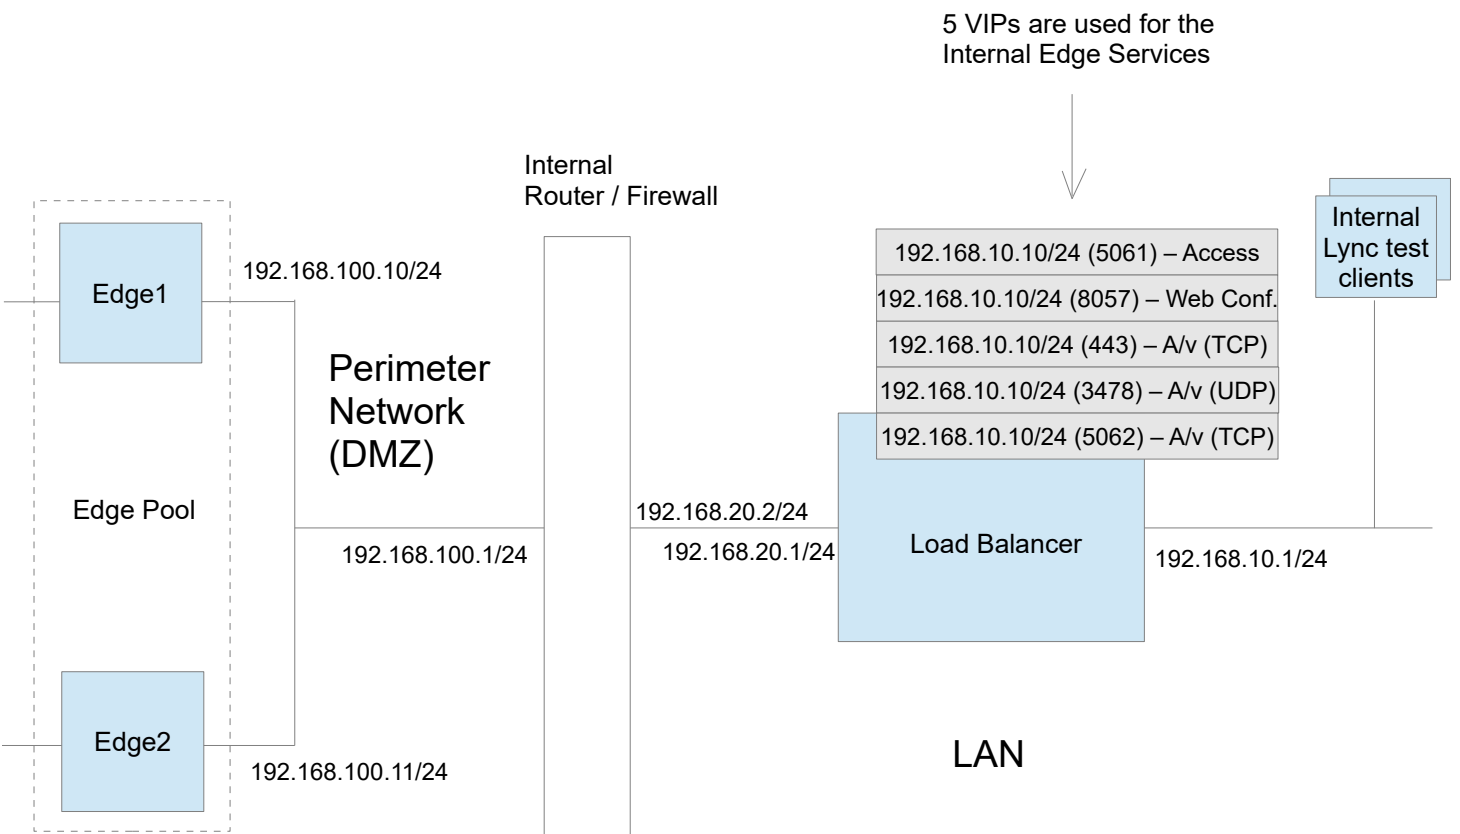 5 VIPs are used for the
Internal Edge Services
Internal
Router / Firewall
192.168.10.10/24 (5061) – Access
192.168.10.10/24 (8057) – Web Conf.
192.168.10.10/24 (443) – A/v (TCP)
192.168.10.10/24 (3478) – A/v (UDP)
192.168.10.10/24 (5062) – A/v (TCP)
Internal
Lync test
clients
192.168.100.10/24
Edge1
Perimeter
Network
(DMZ)
Edge Pool
192.168.20.2/24
192.168.100.1/24
192.168.20.1/24
Load Balancer
192.168.10.1/24
Edge2
192.168.100.11/24
LAN